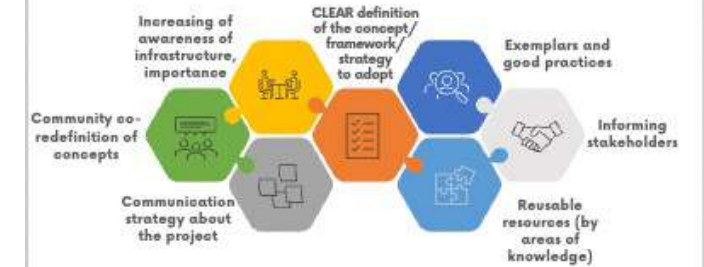 Increasing of
awareness of
infrastructure,
importance
CLEAR definition
of the concept/
framework/
strategy
to adopt
Exemplars and
good practices
Community co-
redefinition of
concepts
Informing
stakeholders
Communication
strategy about
the project
Reusable
resources (by
areas of
knowledge)